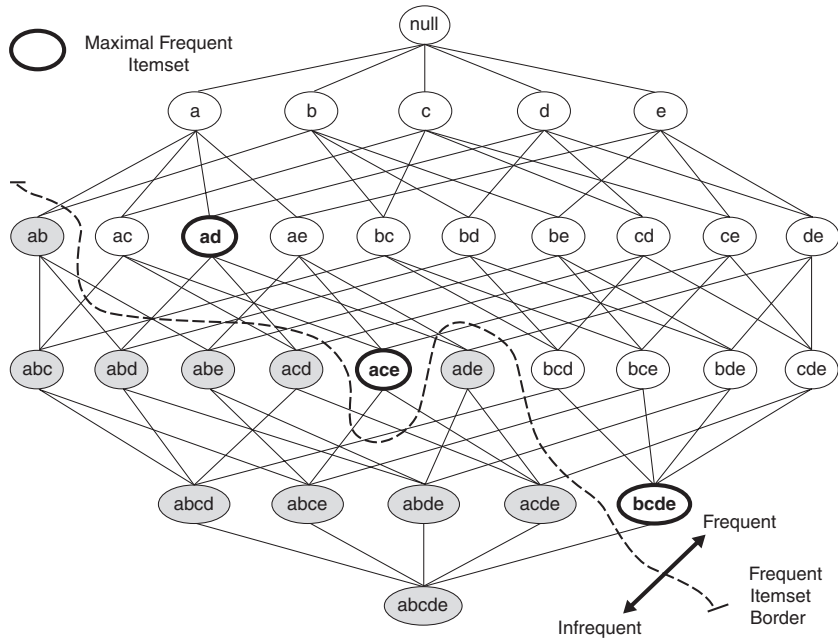 null
Maximal Frequent
Itemset
a b c d e
ab ac ad ae bc bd be cd ce de
abc abd abe acd ace ade bcd bce bde cde
abcd abce abde acde bcde
Frequent
Frequent
Itemset
Border
Infrequent
abcde